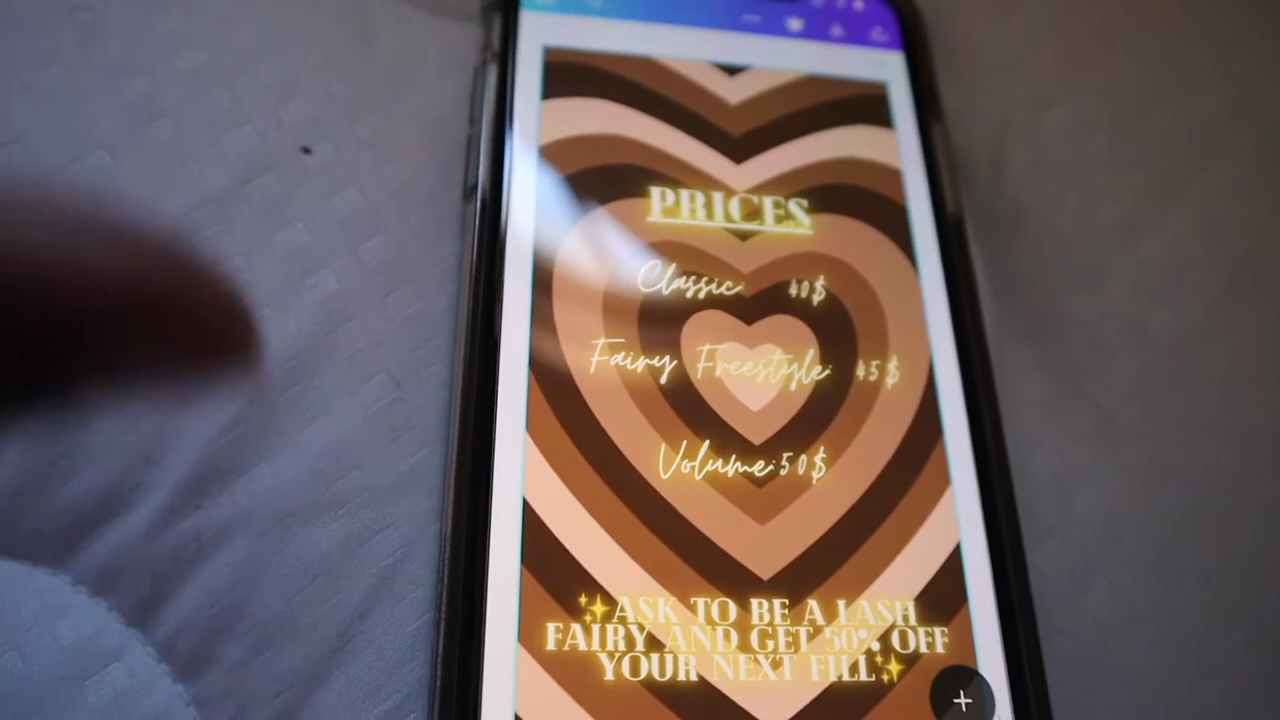 PRICES
Classic: 40$
Fairy Freestyle: 45$
Volume: 50$
✨ASK TO BE A LASH
FAIRY AND GET 50% OFF
YOUR NEXT FILL✨